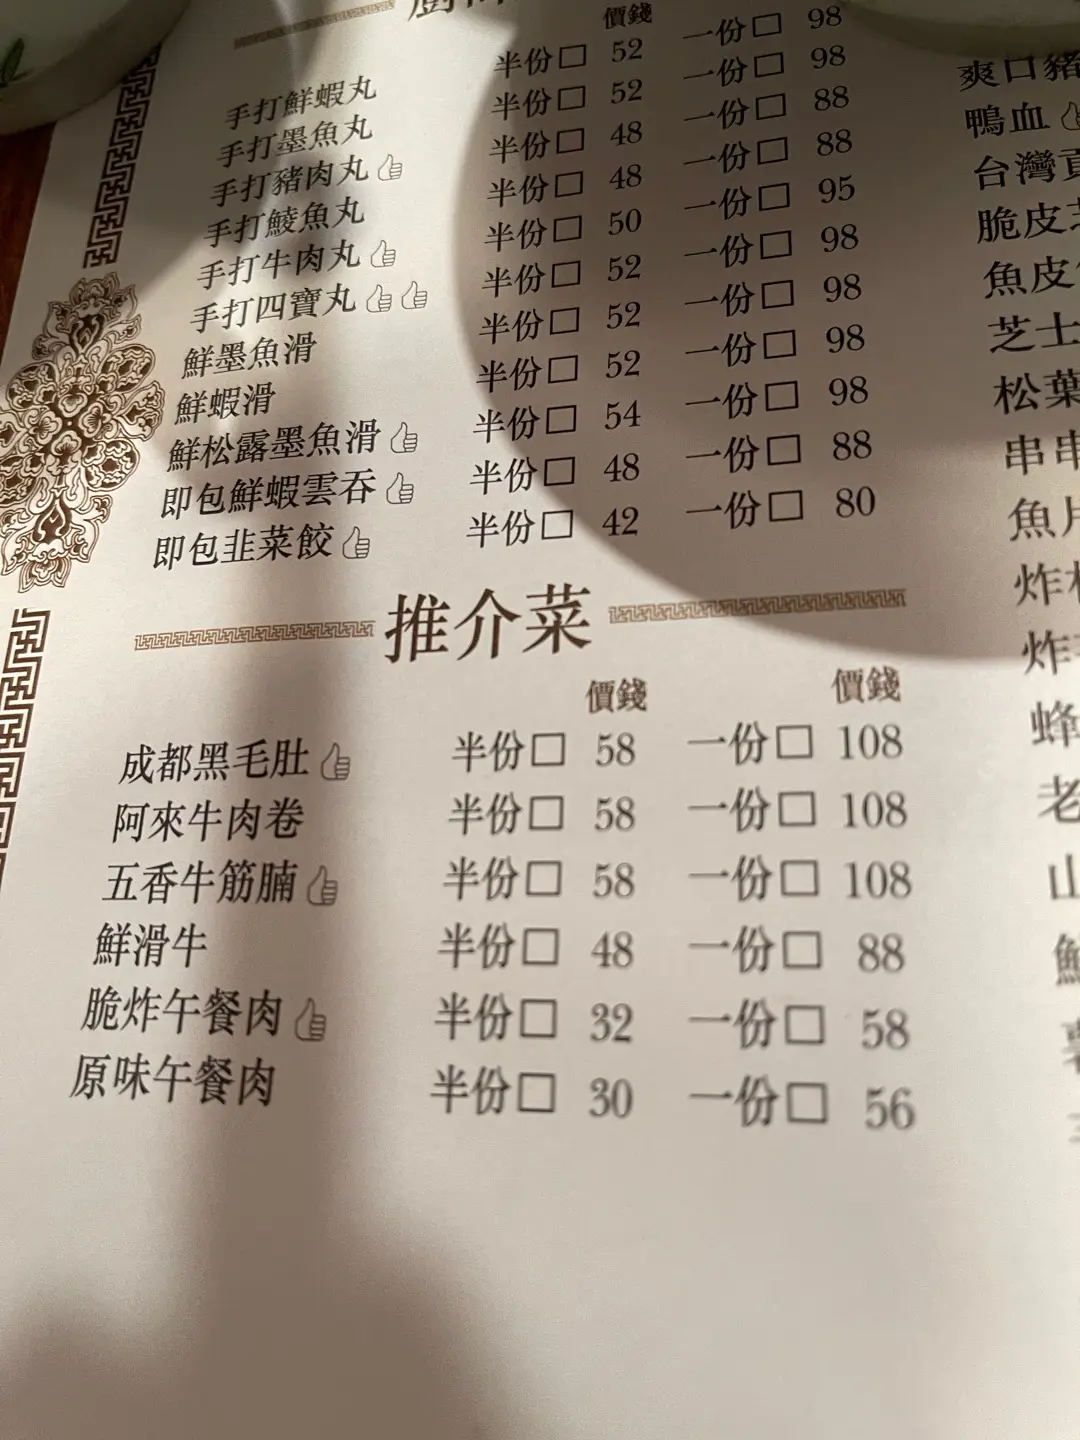 價錢
手打鮮蝦丸 半份□ 52 一份□ 98
手打墨魚丸 半份□ 52 一份□ 98
手打豬肉丸 半份□ 48 一份□ 88
手打鯪魚丸 半份□ 48 一份□ 88
手打牛肉丸 半份□ 50 一份□ 95
手打四寶丸 半份□ 52 一份□ 98
鮮墨魚滑 半份□ 52 一份□ 98
鮮蝦滑 半份□ 52 一份□ 98
鮮松露墨魚滑 半份□ 54 一份□ 98
即包鮮蝦雲吞 半份□ 48 一份□ 88
即包韭菜餃 半份□ 42 一份□ 80
推介菜
價錢 價錢
成都黑毛肚 半份□ 58 一份□ 108
阿來牛肉卷 半份□ 58 一份□ 108
五香牛筋腩 半份□ 58 一份□ 108
鮮滑牛 半份□ 48 一份□ 88
脆炸午餐肉 半份□ 32 一份□ 58
原味午餐肉 半份□ 30 一份□ 56
爽口豬
鴨血
台灣貢
脆皮
魚皮
芝士
松葉
串串
魚片
炸
炸
蜂
老
山